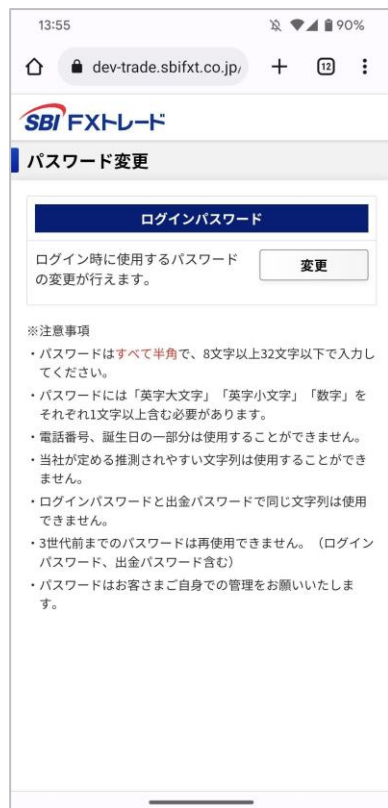 13:55
90%
dev-trade.sbifxt.co.jp/
12
SBI FXトレード
パスワード変更
ログインパスワード
ログイン時に使用するパスワード
の変更が行えます。
変更
※注意事項
・パスワードはすべて半角で、8文字以上32文字以下で入力し
てください。
・パスワードには「英字大文字」「英字小文字」「数字」を
それぞれ1文字以上含む必要があります。
・電話番号、誕生日の一部分は使用することができません。
・当社が定める推測されやすい文字列は使用することができ
ません。
・ログインパスワードと出金パスワードで同じ文字列は使用
できません。
・3世代前までのパスワードは再使用できません。（ログイン
パスワード、出金パスワード含む）
・パスワードはお客さまご自身での管理をお願いいたしま
す。